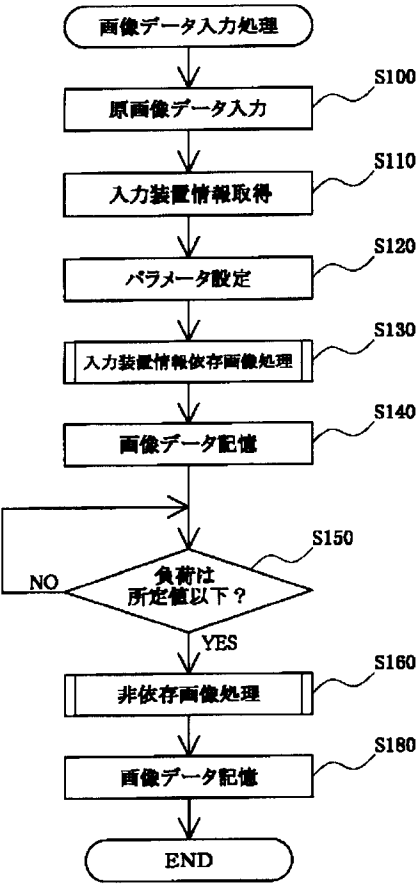 画像データ入力処理
S100
原画像データ入力
S110
入力装置情報取得
S120
パラメータ設定
S130
入力装置情報依存画像処理
S140
画像データ記憶
S150
負荷は
所定値以下?
NO
YES
S160
非依存画像処理
S180
画像データ記憶
END